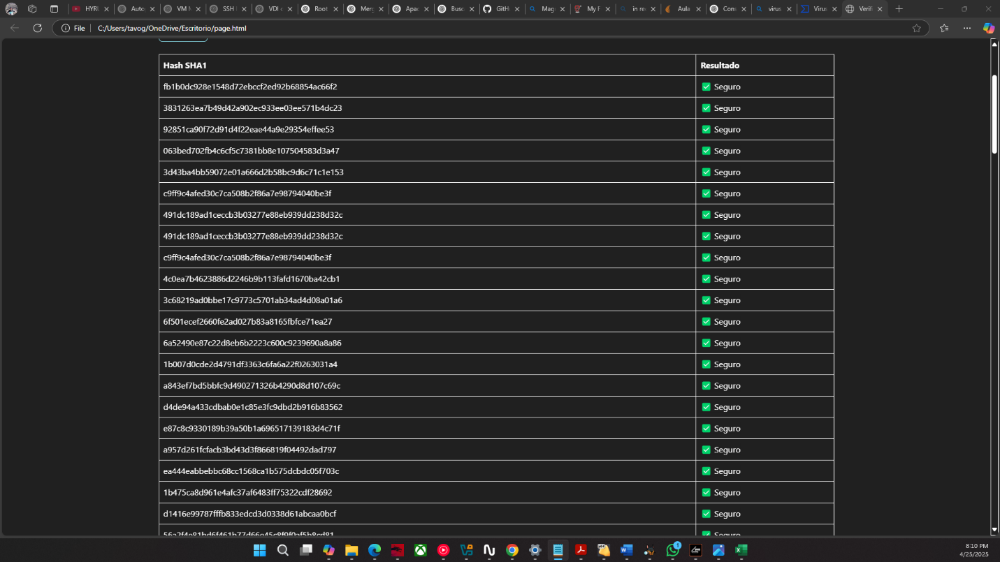 HYRU
Auto
VM M
SSH
VDI
Root
Merg
Apac
Busc
GitH
Mag
My F
in re
Aula
Cons
virus
Virus
Verif
File
C:/Users/tavog/OneDrive/Escritorio/page.html
Hash SHA1 Resultado
fb1b0dc928e1548d72ebccf2ed92b68854ac66f2 Seguro
3831263ea7b49d42a902ec933ee03ee571b4dc23 Seguro
92851ca90f72d91d4f22eae44a9e29354effee53 Seguro
063bed702fb4c6cf5c7381bb8e107504583d3a47 Seguro
3d43ba4bb59072e01a666d2b58bc9d6c71c1e153 Seguro
c9ff9c4afed30c7ca508b2f86a7e98794040be3f Seguro
491dc189ad1ceccb3b03277e88eb939dd238d32c Seguro
491dc189ad1ceccb3b03277e88eb939dd238d32c Seguro
c9ff9c4afed30c7ca508b2f86a7e98794040be3f Seguro
4c0ea7b4623886d2246b9b113fafd1670ba42cb1 Seguro
3c68219ad0bbe17c9773c5701ab34ad4d08a01a6 Seguro
6f501ecef2660fe2ad027b83a8165fbfce71ea27 Seguro
6a52490e87c22d8eb6b2223c600c9239690a8a86 Seguro
1b007d0cde2d4791df3363c6fa6a22f0263031a4 Seguro
a843ef7bd5bbfc9d490271326b4290d8d107c69c Seguro
d4de94a433cdbab0e1c85e3fc9dbd2b916b83562 Seguro
e87c8c9330189b39a50b1a696517139183d4c71f Seguro
a957d261fcfacb3bd43d3f866819f04492dad797 Seguro
ea444eabbebbc68cc1568ca1b575dcbdc05f703c Seguro
1b475ca8d961e4afc37af6483ff75322cdf28692 Seguro
d1416e99787fffb833edcd3d0338d61abcaa0bcf Seguro
Seguro
1
8:10 PM
4/25/2025